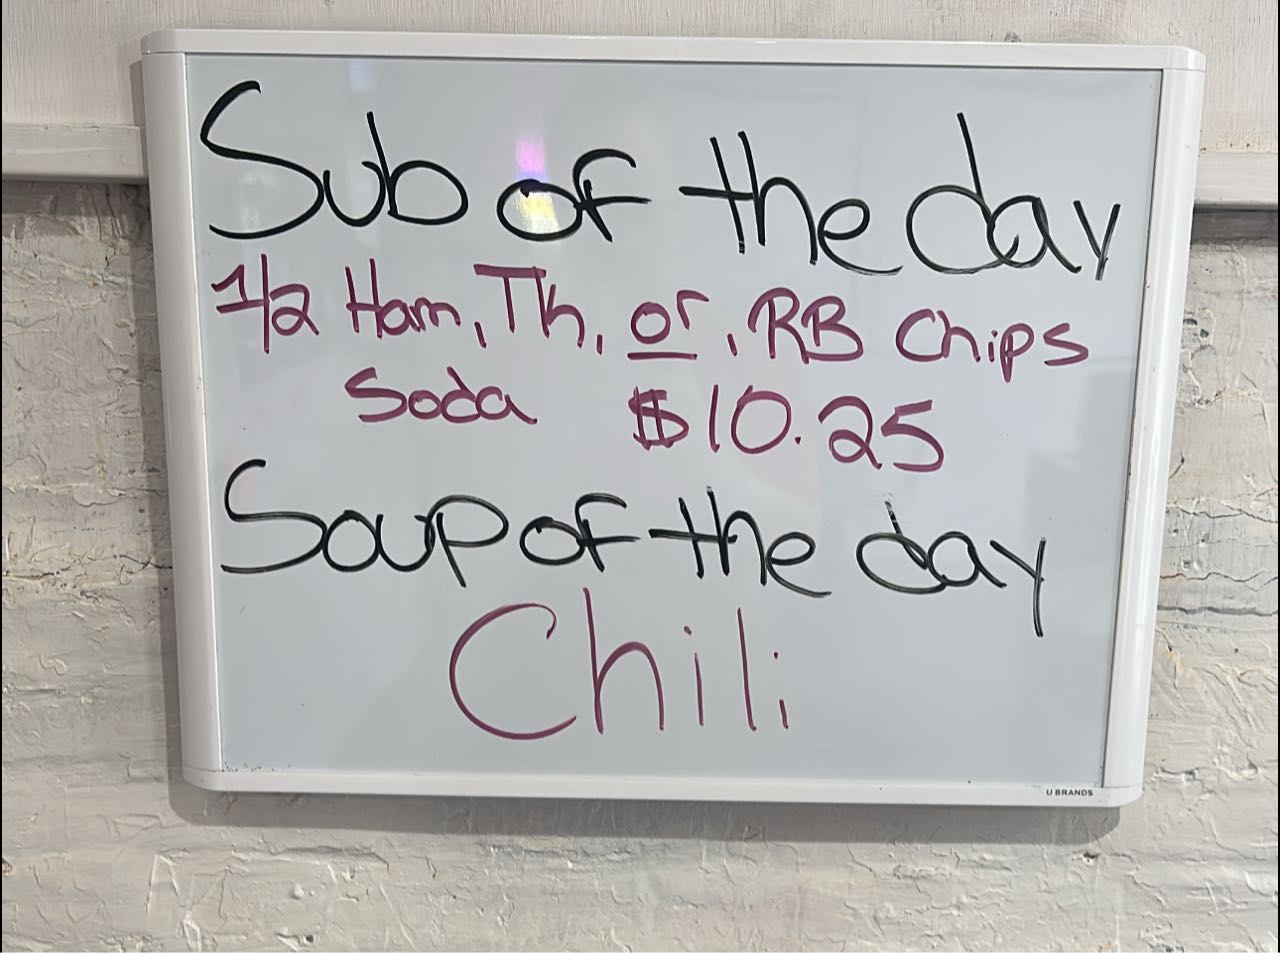 Sub of the day
1/2 Ham, Th, or, RB Chips
Soda $10.25
Soup of the day
Chili
U BRANDS